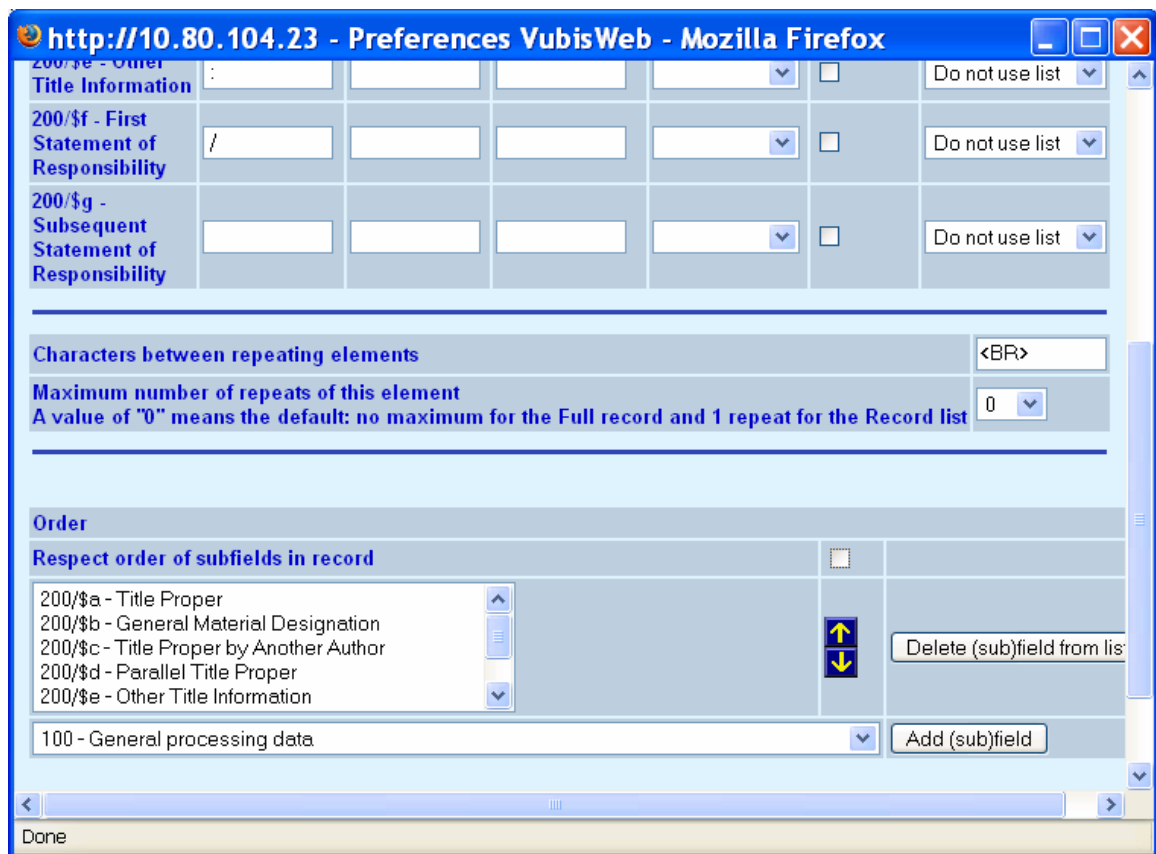 http://10.80.104.23 - Preferences VubisWeb - Mozilla Firefox
200/$e - Other
Title Information
:
Do not use list
200/$f - First
Statement of
Responsibility
/
Do not use list
200/$g -
Subsequent
Statement of
Responsibility
Do not use list
Characters between repeating elements
<BR>
Maximum number of repeats of this element
A value of "0" means the default: no maximum for the Full record and 1 repeat for the Record list
0
Order
Respect order of subfields in record
200/$a - Title Proper
200/$b - General Material Designation
200/$c - Title Proper by Another Author
200/$d - Parallel Title Proper
200/$e - Other Title Information
Delete (sub)field from list
100 - General processing data
Add (sub)field
Done